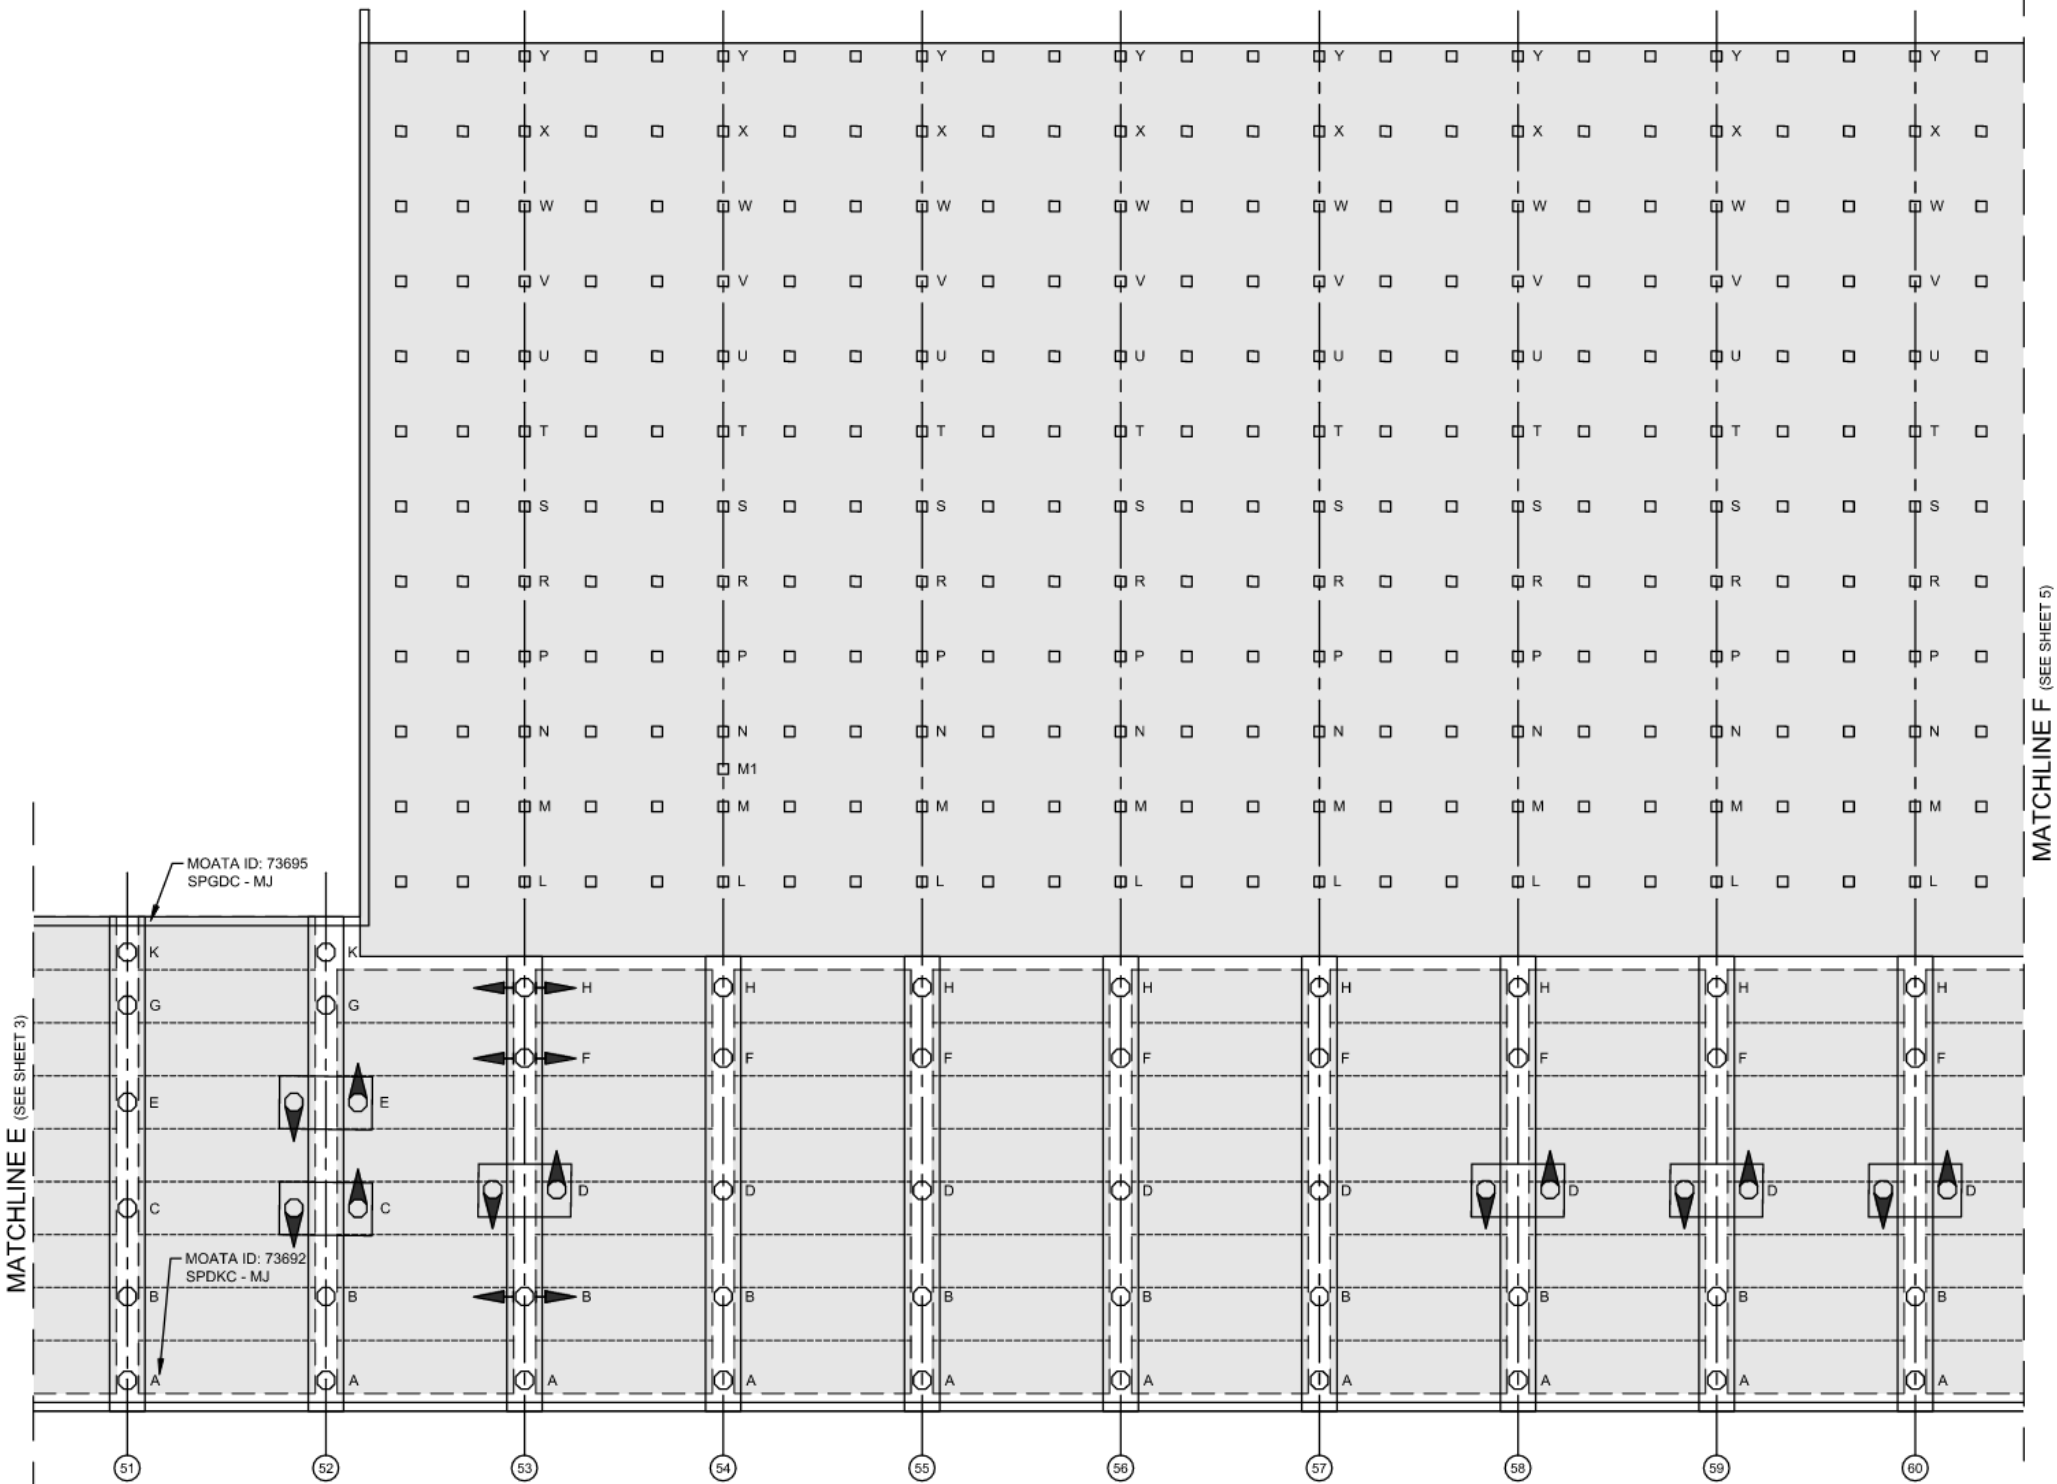 Y Y Y Y Y Y Y Y
X X X X X X X X
W W W W W W W W
V V V V V V V V
U U U U U U U U
T T T T T T T T
S S S S S S S S
R R R R R R R R
P P P P P P P P
N N N N N N N N
M1
M M M M M M M M
L L L L L L L L
MATCHLINE F (SEE SHEET 5)
MOATA ID: 73695
SPGDC - MJ
K K
H H H H H H H H
G G
F F F F F F F F
E E
D D D D D D D D
C C
MOATA ID: 73692
SPDKC - MJ
B B B B B B B B B B
A A A A A A A A A A
MATCHLINE E (SEE SHEET 3)
51 52 53 54 55 56 57 58 59 60